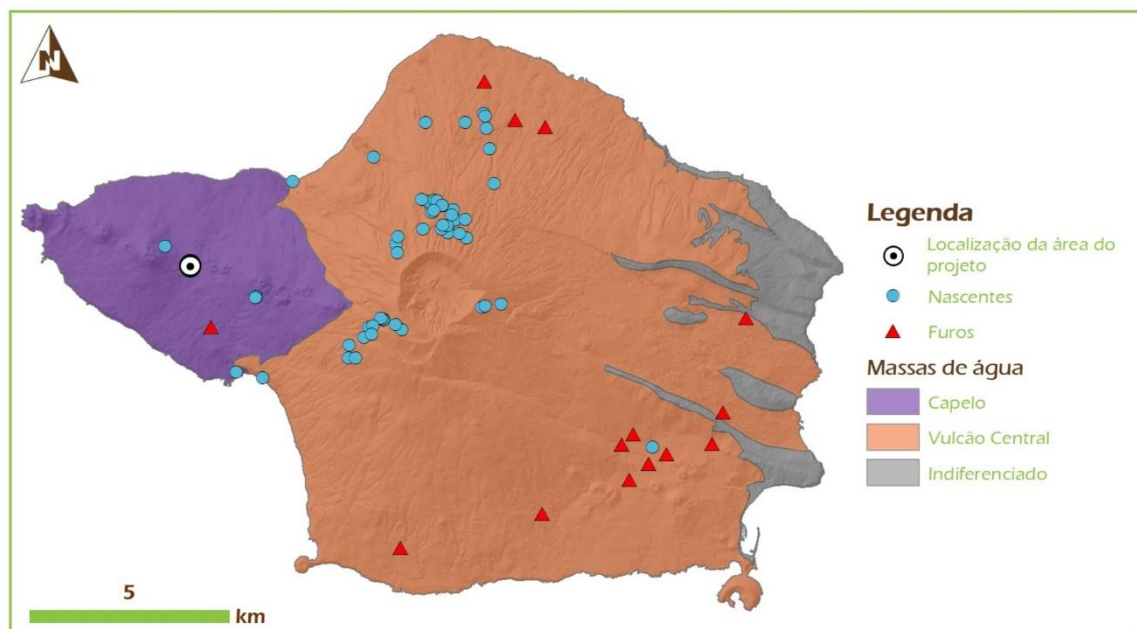 N
Legenda
Localização da área do
projeto
Nascentes
Furos
Massas de água
Capelo
Vulcão Central
Indiferenciado
5
km